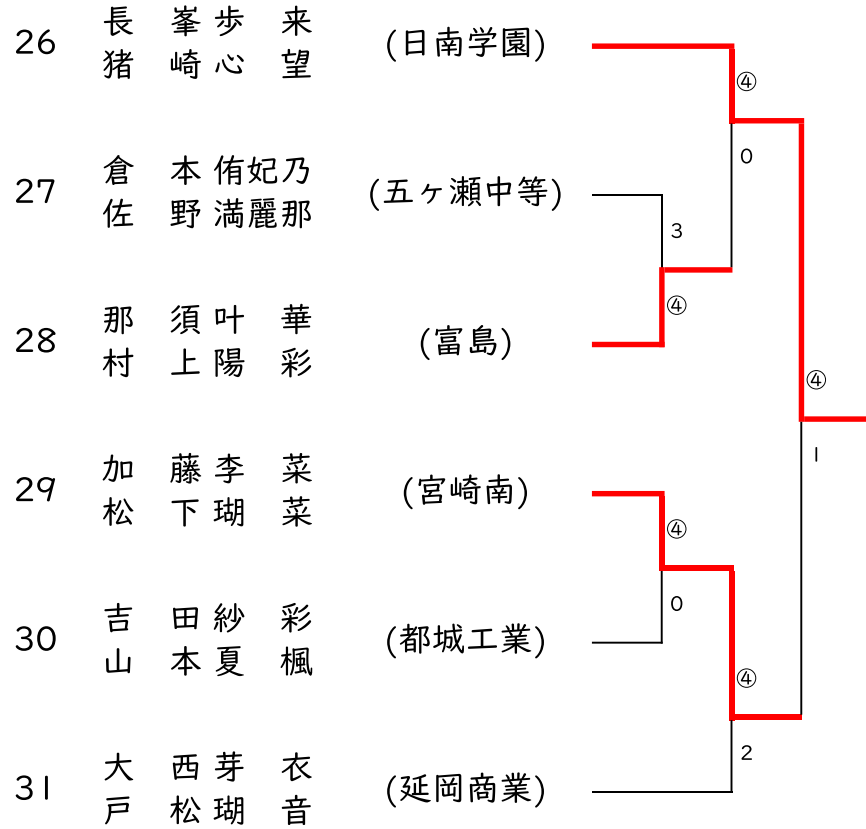 長峯歩来
26 (日南学園) ④
猪崎心望
0
倉本侑妃乃
27 (五ヶ瀬中等)
佐野満麗那
3
④
那須叶華
28 (富島)
村上陽彩
④
1
加藤李菜
29 (宮崎南)
松下瑚菜
④
0
吉田紗彩
30 (都城工業)
山本夏楓
④
2
大西芽衣
31 (延岡商業)
戸松瑚音